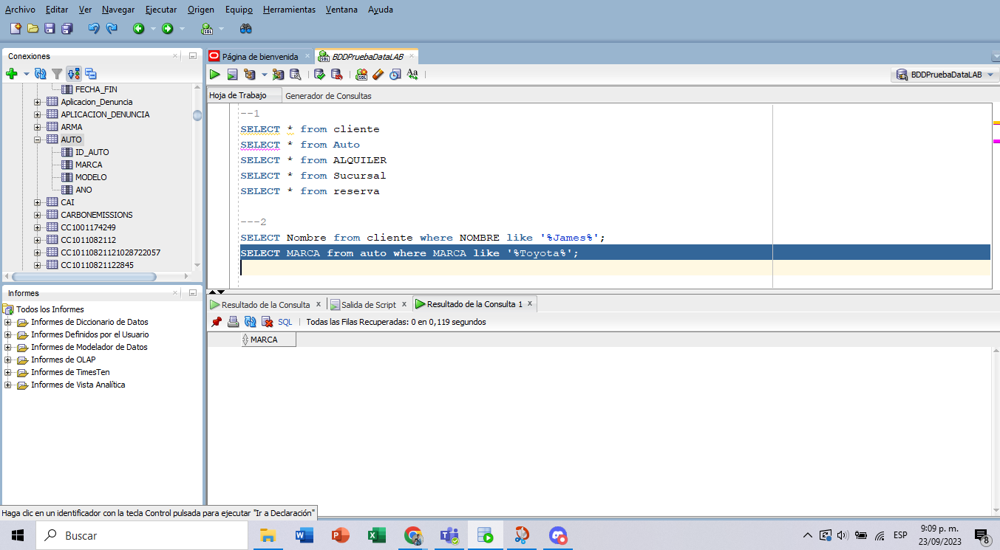 Archivo Editar Ver Navegar Ejecutar Origen Equipo Herramientas Ventana Ayuda
Conexiones
FECHA_FIN
Aplicacion_Denuncia
APLICACION_DENUNCIA
ARMA
AUTO
ID_AUTO
MARCA
MODELO
ANO
CAI
CARBONEMISSIONS
CC1001174249
CC1011082112
CC10110821121028722057
CC10110821122845
Informes
Todos los Informes
Informes de Diccionario de Datos
Informes Definidos por el Usuario
Informes de Modelador de Datos
Informes de OLAP
Informes de TimesTen
Informes de Vista Analítica
Haga clic en un identificador con la tecla Control pulsada para ejecutar "Ir a Declaración"
Página de bienvenida
BDDPruebaDataLAB
BDDPruebaDataLAB
Hoja de Trabajo Generador de Consultas
--1
SELECT * from cliente
SELECT * from Auto
SELECT * from ALQUILER
SELECT * from Sucursal
SELECT * from reserva
---2
SELECT Nombre from cliente where NOMBRE like '%James%';
SELECT MARCA from auto where MARCA like '%Toyota%';
Resultado de la Consulta x Salida de Script x Resultado de la Consulta 1 x
SQL | Todas las Filas Recuperadas: 0 en 0,119 segundos
MARCA
Buscar
ESP
9:09 p. m.
23/09/2023
8